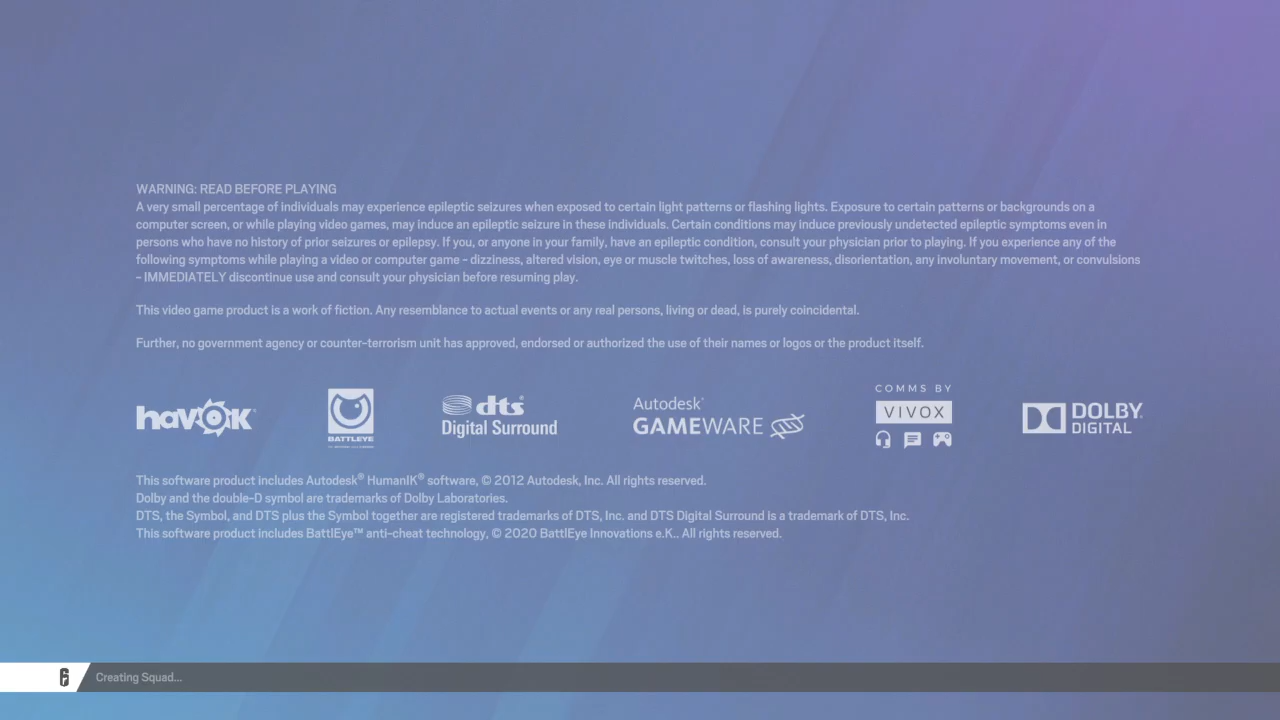 WARNING: READ BEFORE PLAYING
A very small percentage of individuals may experience epileptic seizures when exposed to certain light patterns or flashing lights. Exposure to certain patterns or backgrounds on a
computer screen, or while playing video games, may induce an epileptic seizure in these individuals. Certain conditions may induce previously undetected epileptic symptoms even in
persons who have no history of prior seizures or epilepsy. If you, or anyone in your family, have an epileptic condition, consult your physician prior to playing. If you experience any of the
following symptoms while playing a video or computer game - dizziness, altered vision, eye or muscle twitches, loss of awareness, disorientation, any involuntary movement, or convulsions
– IMMEDIATELY discontinue use and consult your physician before resuming play.
This video game product is a work of fiction. Any resemblance to actual events or any real persons, living or dead, is purely coincidental.
Further, no government agency or counter-terrorism unit has approved, endorsed or authorized the use of their names or logos or the product itself.
havok
BATTLEYE
dts
Digital Surround
Autodesk®
GAMEWARE
COMMS BY
VIVOX
DOLBY
DIGITAL
This software product includes Autodesk® HumanIK® software, © 2012 Autodesk, Inc. All rights reserved.
Dolby and the double-D symbol are trademarks of Dolby Laboratories.
DTS, the Symbol, and DTS plus the Symbol together are registered trademarks of DTS, Inc. and DTS Digital Surround is a trademark of DTS, Inc.
This software product includes BattlEye™ anti-cheat technology, © 2020 BattlEye Innovations e.K.. All rights reserved.
6
Creating Squad...